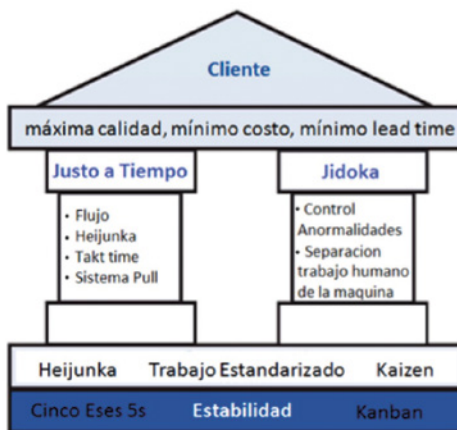 Cliente
máxima calidad, mínimo costo, mínimo lead time
Justo a Tiempo
• Flujo
• Heijunka
• Takt time
• Sistema Pull
Jidoka
• Control
Anormalidades
• Separacion
trabajo humano
de la maquina
Heijunka Trabajo Estandarizado Kaizen
Cinco Eses 5s Estabilidad Kanban